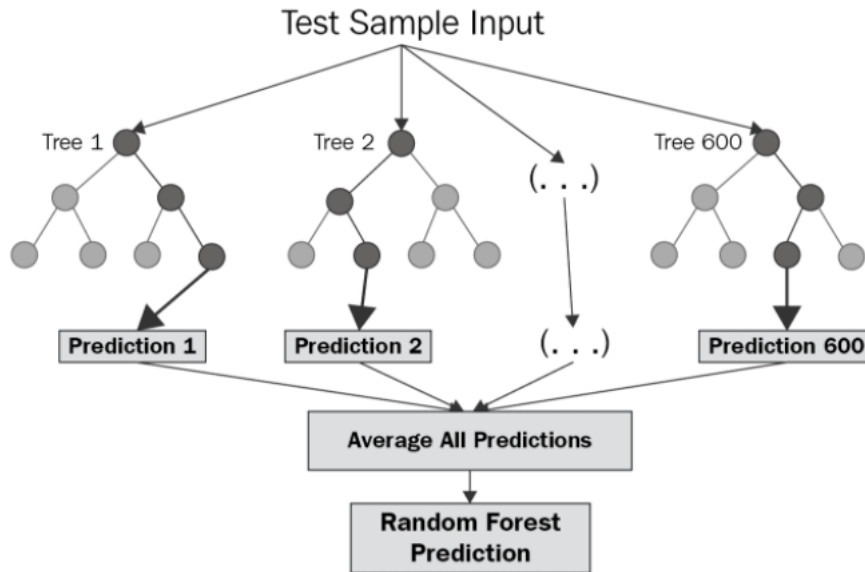 Test Sample Input
Tree 1
Tree 2
Tree 600
(. . .)
Prediction 1
Prediction 2
(. . .)
Prediction 600
Average All Predictions
Random Forest
Prediction